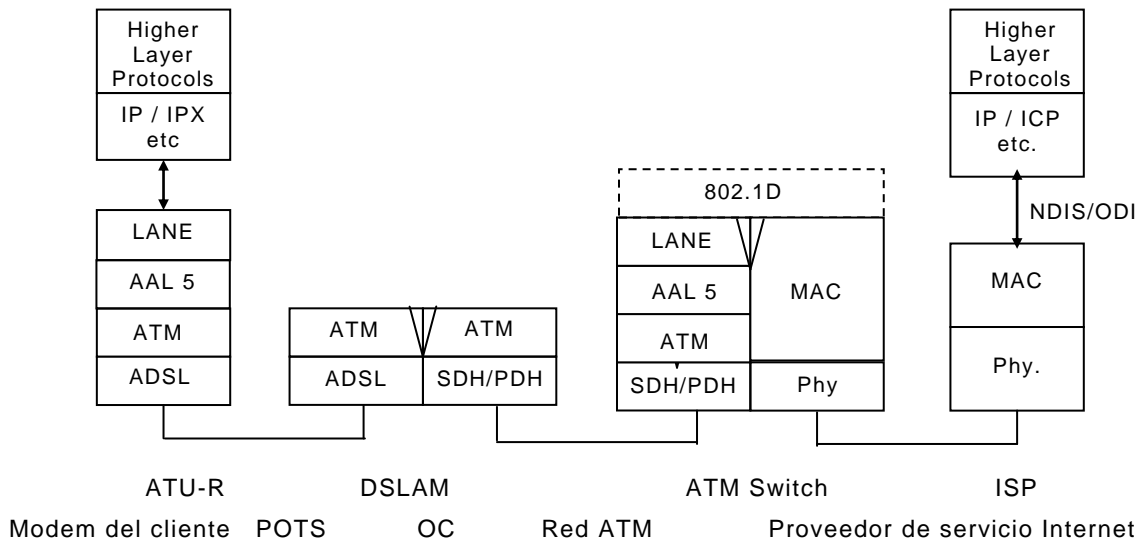 Higher
Layer
Protocols
IP / IPX
etc
LANE
AAL 5
ATM
ADSL
ATM
ATM
ADSL
SDH/PDH
802.1D
LANE
AAL 5
ATM
SDH/PDH
MAC
Phy
Higher
Layer
Protocols
IP / ICP
etc.
NDIS/ODI
MAC
Phy.
ATU-R
DSLAM
ATM Switch
ISP
Modem del cliente
POTS
OC
Red ATM
Proveedor de servicio Internet